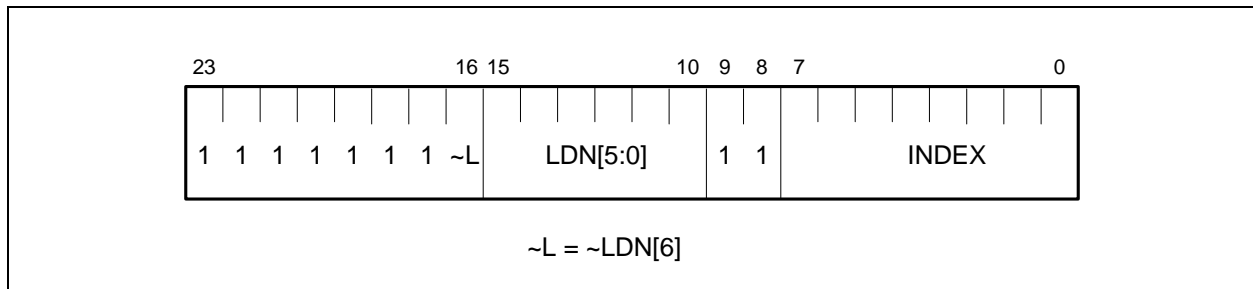 23 16 15 10 9 8 7 0
1 1 1 1 1 1 1 ~L LDN[5:0] 1 1 INDEX
~L = ~LDN[6]